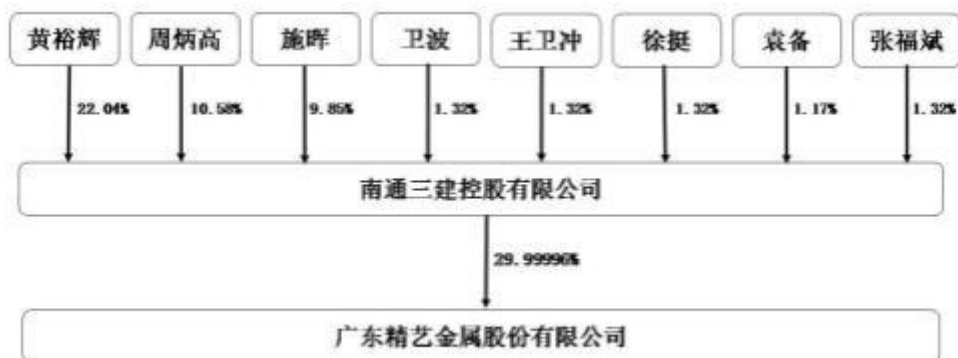 黄裕辉 周炳高 施晖 卫波 王卫冲 徐挺 袁备 张福斌
22.04% 10.58% 9.85% 1.32% 1.32% 1.32% 1.17% 1.32%
南通三建控股有限公司
29.99996%
广东精艺金属股份有限公司